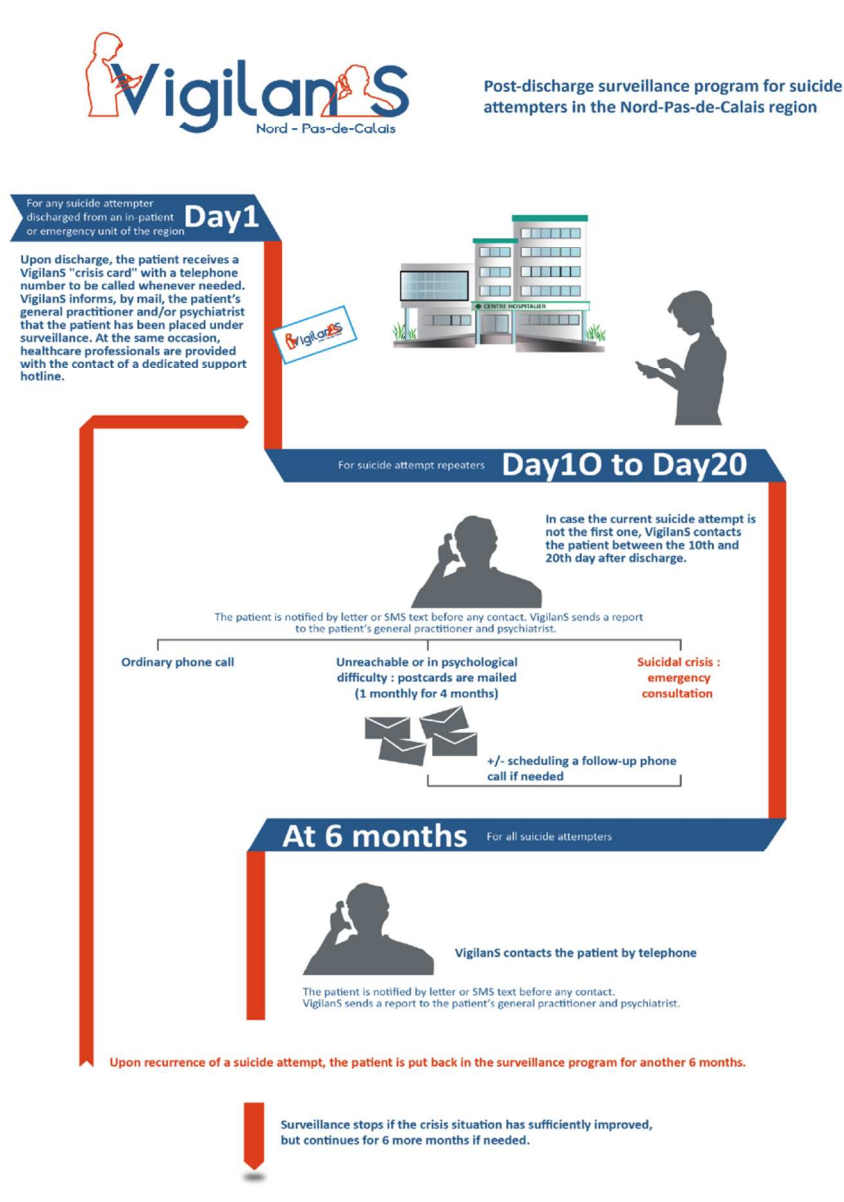 VigilanS
Nord - Pas-de-Calais
Post-discharge surveillance program for suicide
attempters in the Nord-Pas-de-Calais region
For any suicide attempter
discharged from an in-patient
or emergency unit of the region
Day1
Upon discharge, the patient receives a
VigilanS "crisis card" with a telephone
number to be called whenever needed.
VigilanS informs, by mail, the patient's
general practitioner and/or psychiatrist
that the patient has been placed under
surveillance. At the same occasion,
healthcare professionals are provided
with the contact of a dedicated support
hotline.
VigilanS
CENTRE HOSPITALIER
For suicide attempt repeaters
Day1O to Day20
In case the current suicide attempt is
not the first one, VigilanS contacts
the patient between the 10th and
20th day after discharge.
The patient is notified by letter or SMS text before any contact. VigilanS sends a report
to the patient's general practitioner and psychiatrist.
Ordinary phone call
Unreachable or in psychological
difficulty : postcards are mailed
(1 monthly for 4 months)
Suicidal crisis :
emergency
consultation
+/- scheduling a follow-up phone
call if needed
At 6 months
For all suicide attempters
VigilanS contacts the patient by telephone
The patient is notified by letter or SMS text before any contact.
VigilanS sends a report to the patient's general practitioner and psychiatrist.
Upon recurrence of a suicide attempt, the patient is put back in the surveillance program for another 6 months.
Surveillance stops if the crisis situation has sufficiently improved,
but continues for 6 more months if needed.